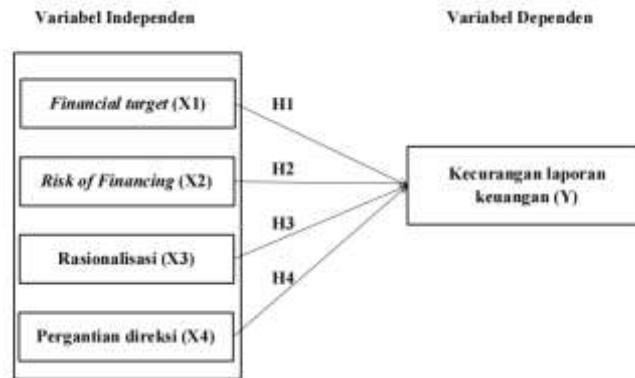 Variabel Independen
Variabel Dependen
Financial target (X1)
H1
Risk of Financing (X2)
H2
Kecurangan laporan
keuangan (Y)
Rasionalisasi (X3)
H3
Pergantian direksi (X4)
H4